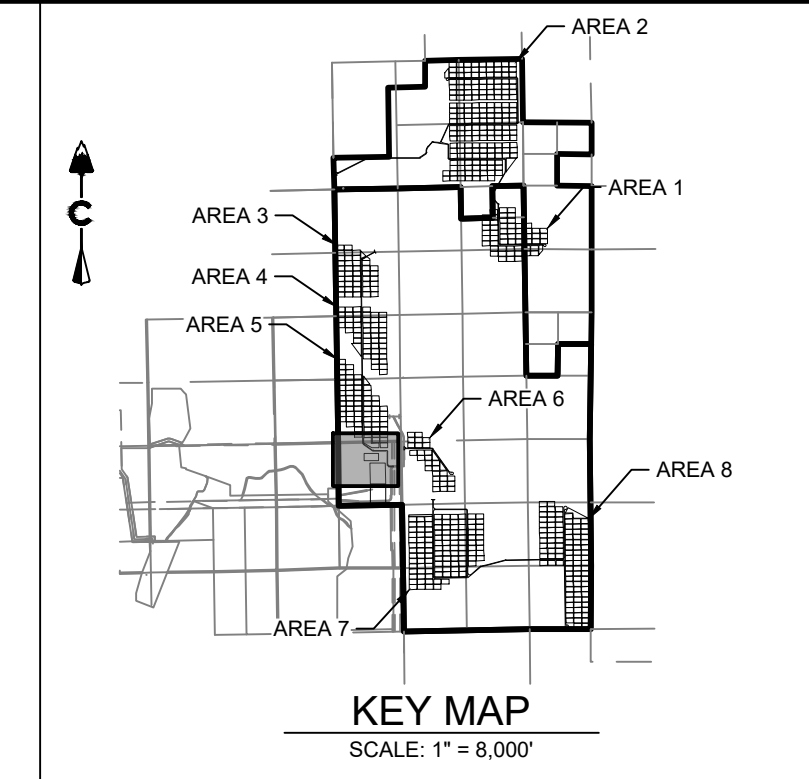 AREA 2
AREA 1
AREA 3
AREA 4
AREA 5
AREA 6
AREA 8
AREA 7
C
KEY MAP
SCALE: 1" = 8,000'